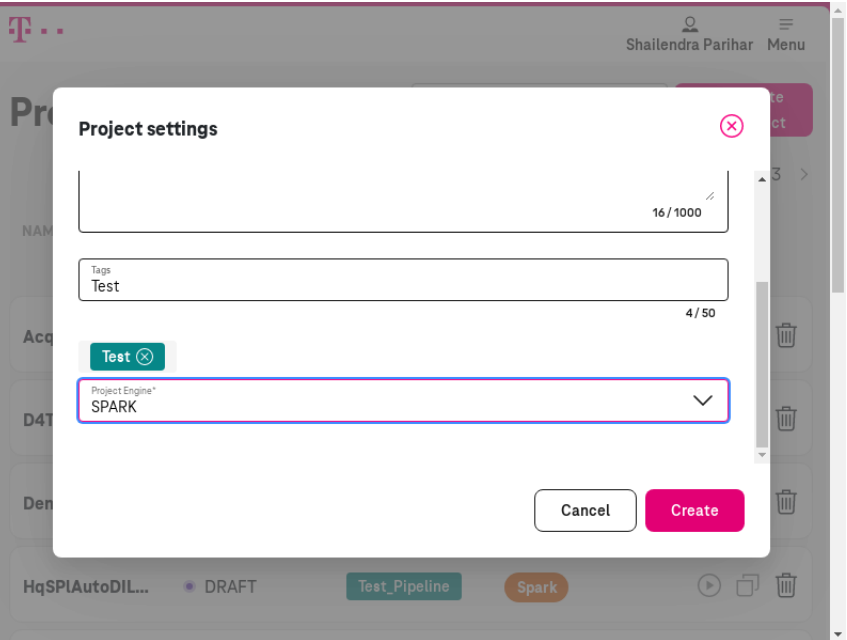 T
Shailendra Parihar
Menu
Project settings
16 / 1000
3
Tags
Test
4 / 50
Test
Project Engine*
SPARK
Cancel
Create
HqSPlAutoDIL...
DRAFT
Test_Pipeline
Spark